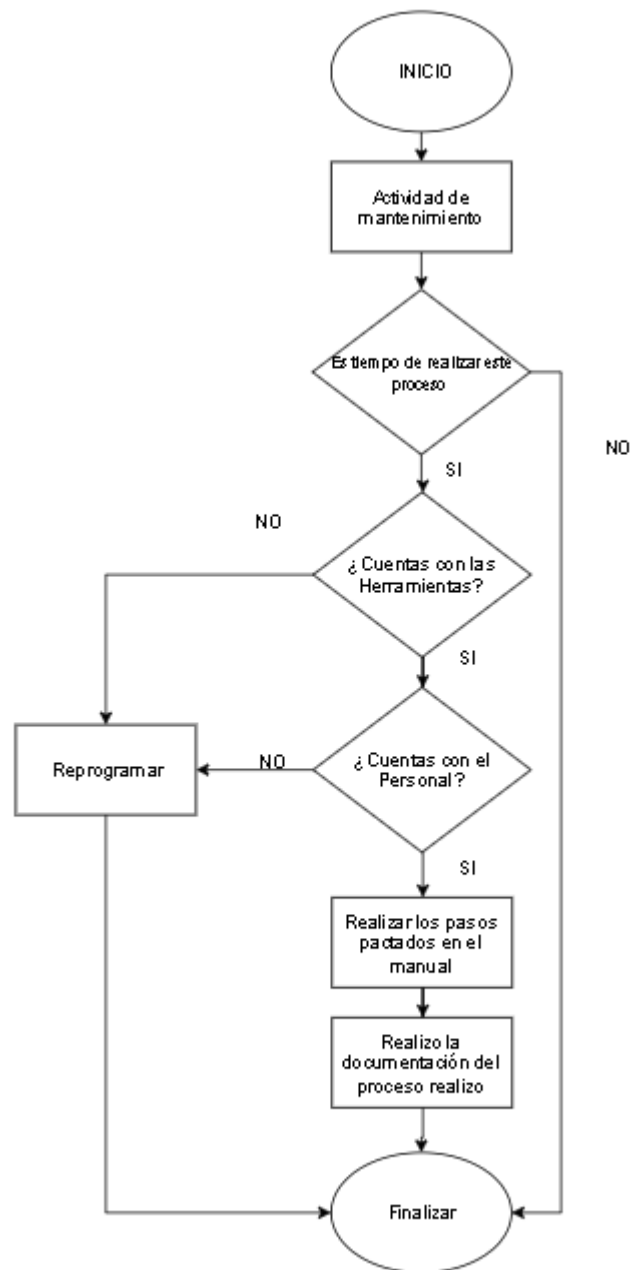 INICIO
Actividad de
mantenimiento
Es tiempo de realizar este
proceso
NO
SI
NO
¿Cuentas con las
Herramientas?
SI
Reprogramar
NO
¿Cuentas con el
Personal?
SI
Realizar los pasos
pactados en el
manual
Realizo la
documentación del
proceso realizo
Finalizar